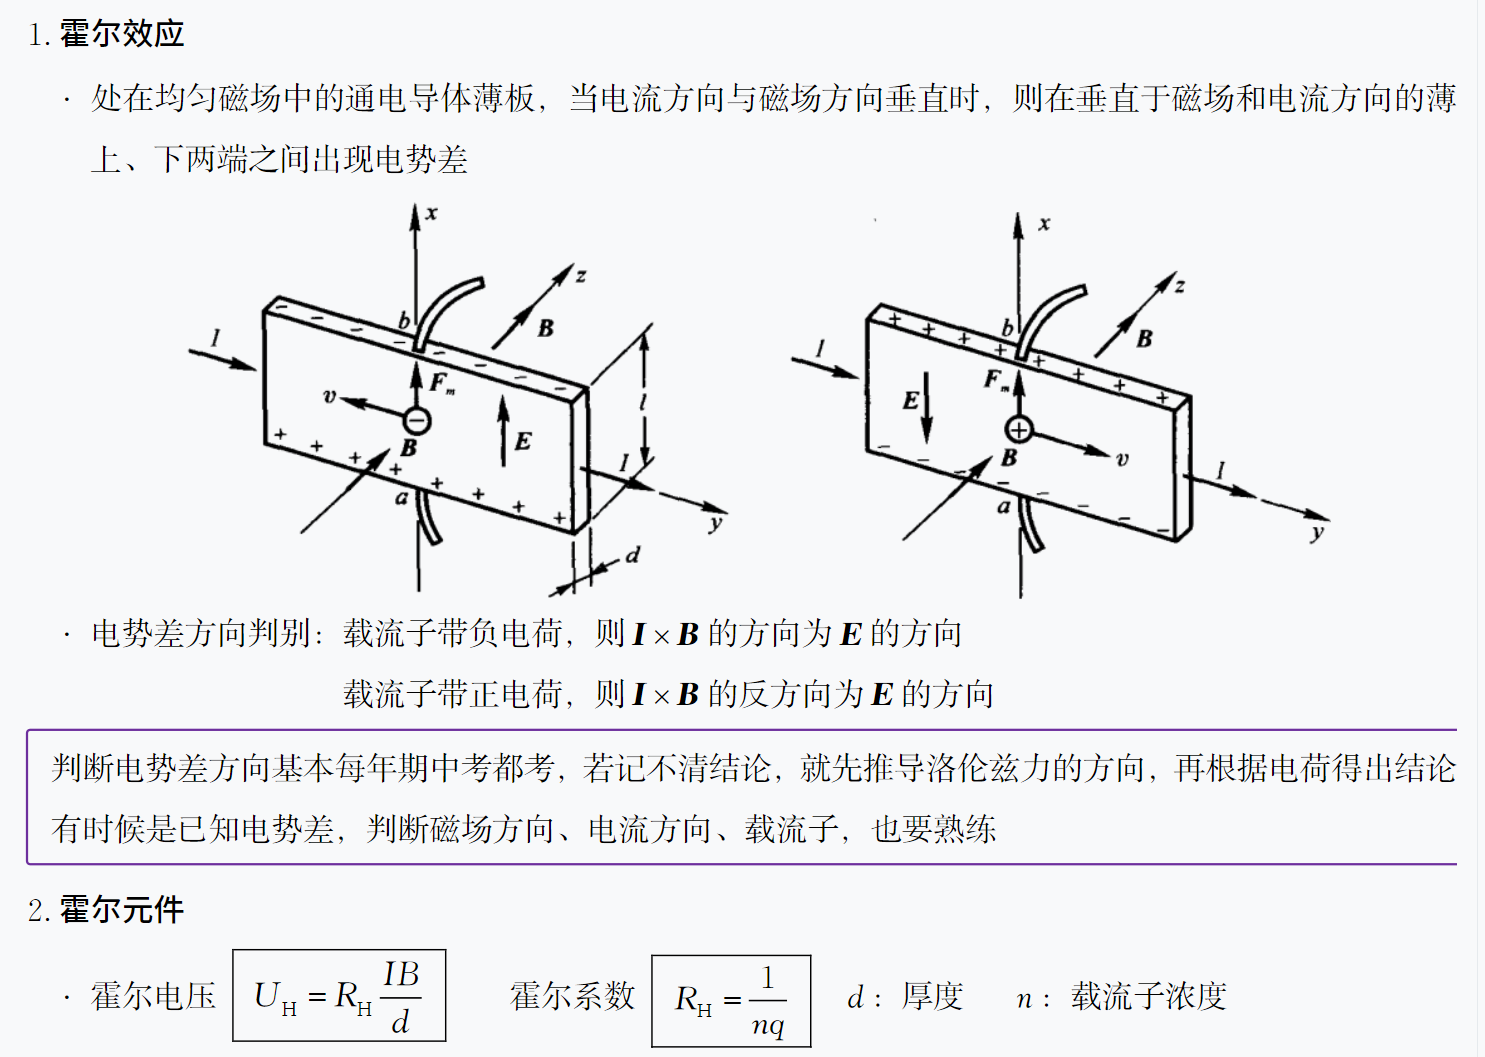 1. 霍尔效应
· 处在均匀磁场中的通电导体薄板，当电流方向与磁场方向垂直时，则在垂直于磁场和电流方向的薄
上、下两端之间出现电势差
x x
z z
I b B I b B
F_m F_m
v l E
B E B v
a I a I
y y
d
· 电势差方向判别：载流子带负电荷，则 I × B 的方向为 E 的方向
载流子带正电荷，则 I × B 的反方向为 E 的方向
判断电势差方向基本每年期中考都考，若记不清结论，就先推导洛伦兹力的方向，再根据电荷得出结论
有时候是已知电势差，判断磁场方向、电流方向、载流子，也要熟练
2. 霍尔元件
· 霍尔电压 U_H = R_H \frac{IB}{d} 霍尔系数 R_H = \frac{1}{nq} d：厚度 n：载流子浓度